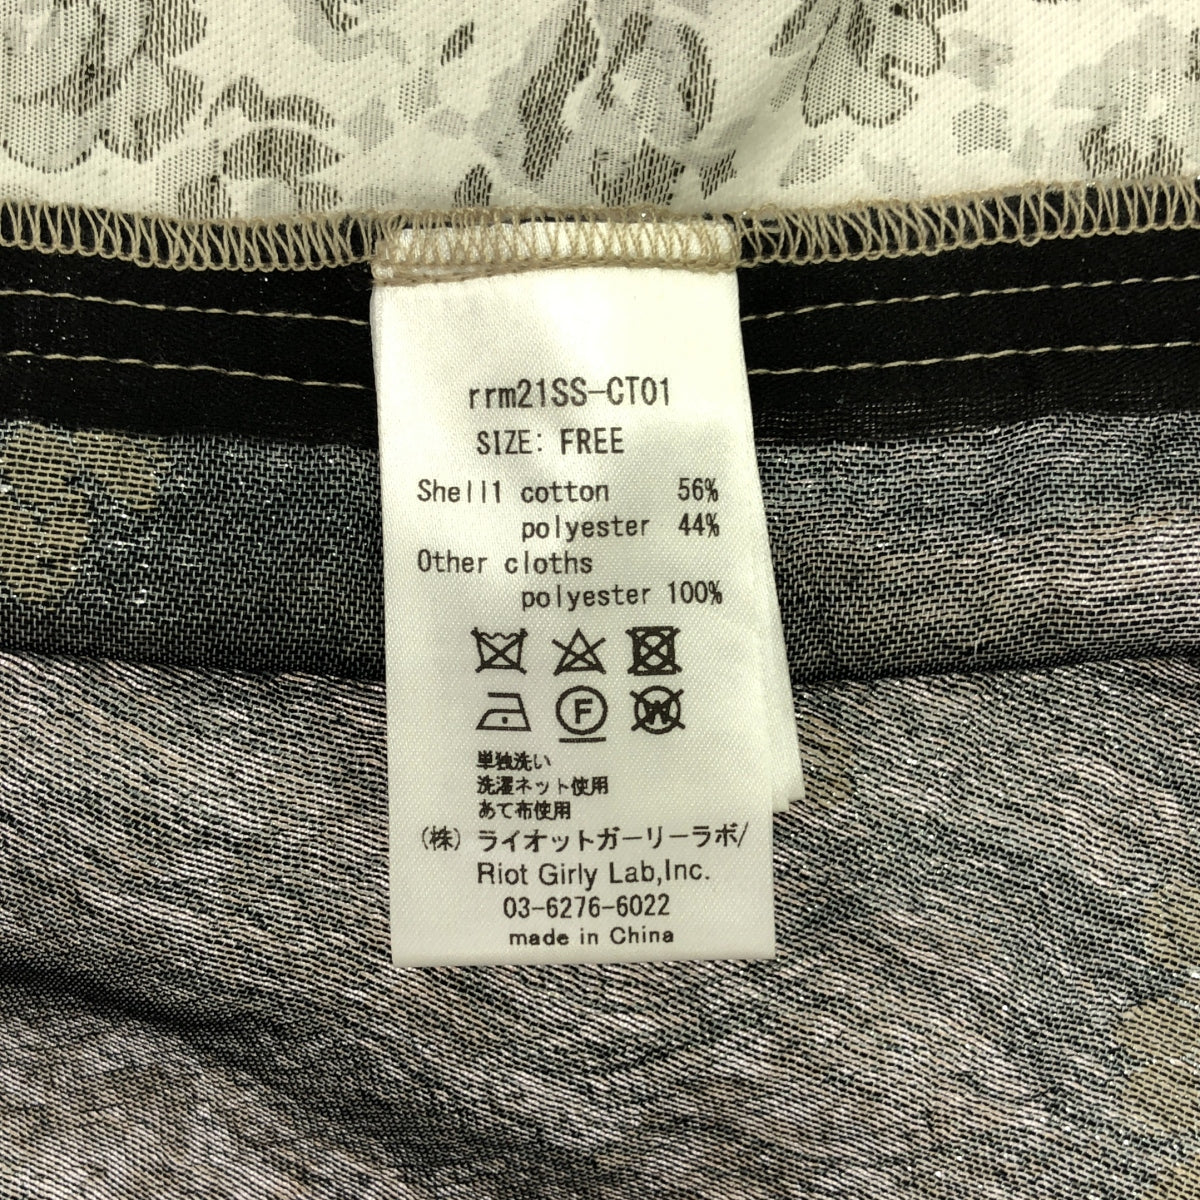 rrm21SS-CT01
SIZE: FREE
Shell1 cotton 56%
polyester 44%
Other cloths
polyester 100%
F
W
単独洗い
洗濯ネット使用
あて布使用
(株) ライオットガーリーラボ/
Riot Girly Lab,Inc.
03-6276-6022
made in China